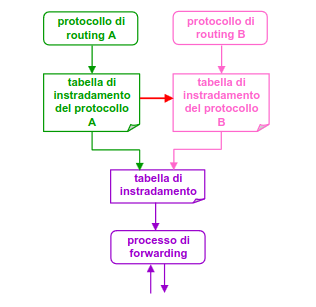 protocollo di
routing A
protocollo di
routing B
tabella di
instradamento
del protocollo
A
tabella di
instradamento
del protocollo
B
tabella di
instradamento
processo di
forwarding